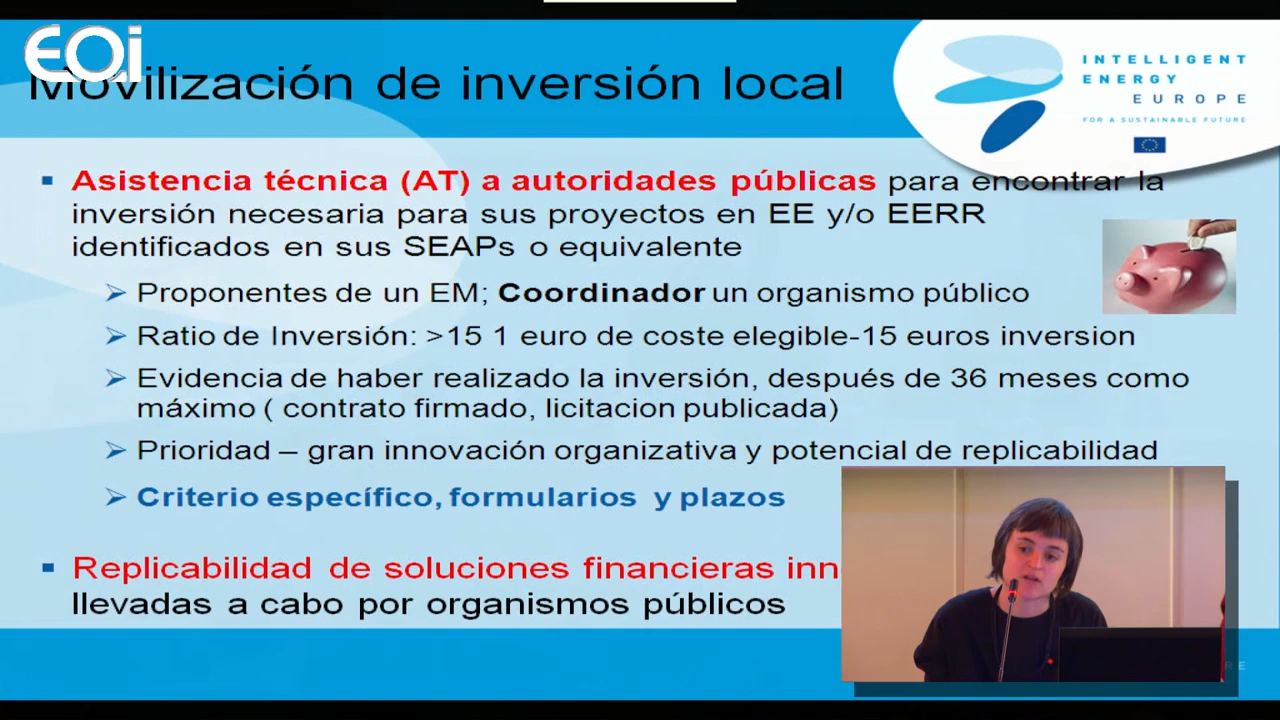 EOi
Movilización de inversión local
INTELLIGENT
ENERGY
EUROPE
FOR A SUSTAINABLE FUTURE
Asistencia técnica (AT) a autoridades públicas para encontrar la
inversión necesaria para sus proyectos en EE y/o EERR
identificados en sus SEAPs o equivalente
Proponentes de un EM; Coordinador un organismo público
Ratio de Inversión: >15 1 euro de coste elegible-15 euros inversion
Evidencia de haber realizado la inversión, después de 36 meses como
máximo ( contrato firmado, licitacion publicada)
Prioridad – gran innovación organizativa y potencial de replicabilidad
Criterio específico, formularios y plazos
Replicabilidad de soluciones financieras inn
llevadas a cabo por organismos públicos
RE